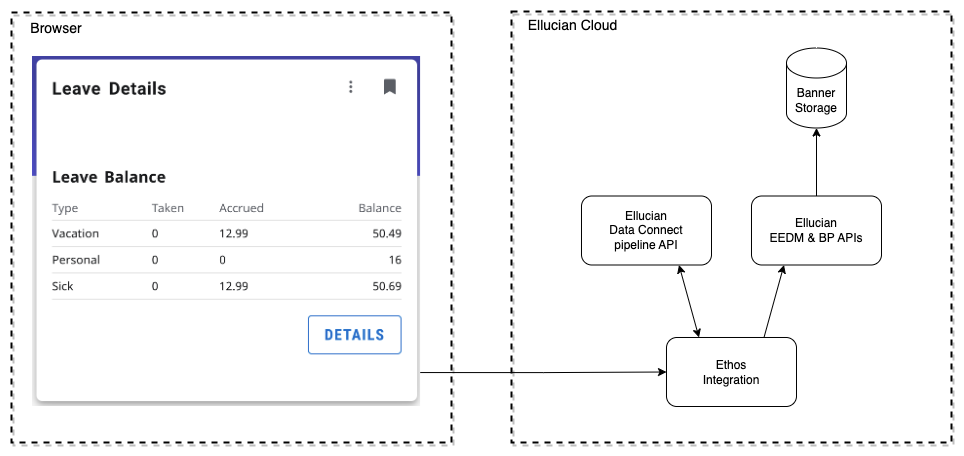 Browser
Leave Details
Leave Balance
Type Taken Accrued Balance
Vacation 0 12.99 50.49
Personal 0 0 16
Sick 0 12.99 50.69
DETAILS
Ellucian Cloud
Banner
Storage
Ellucian
Data Connect
pipeline API
Ellucian
EEDM & BP APIs
Ethos
Integration